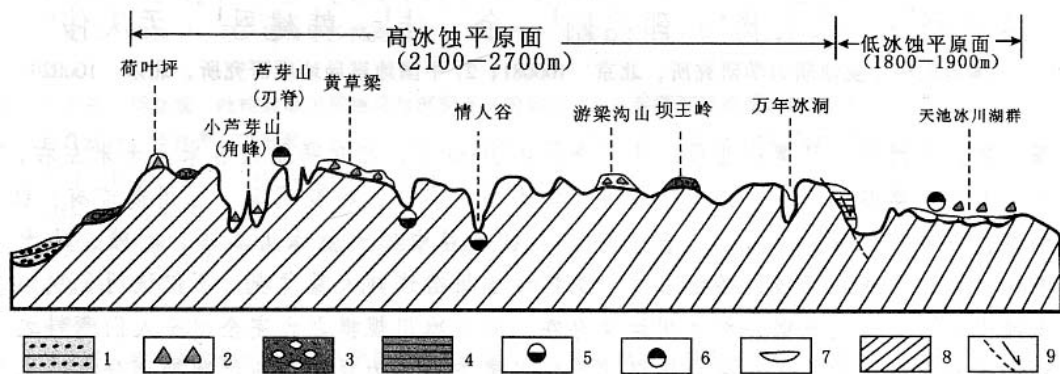 高冰蚀平原面
(2100−2700m)
低冰蚀平原面
(1800−1900m)
荷叶坪
小芦芽山
(角峰)
芦芽山
(刃脊)
黄草梁
情人谷
游梁沟山
坝王岭
万年冰洞
天池冰川湖群
1 2 3 4 5 6 7 8 9